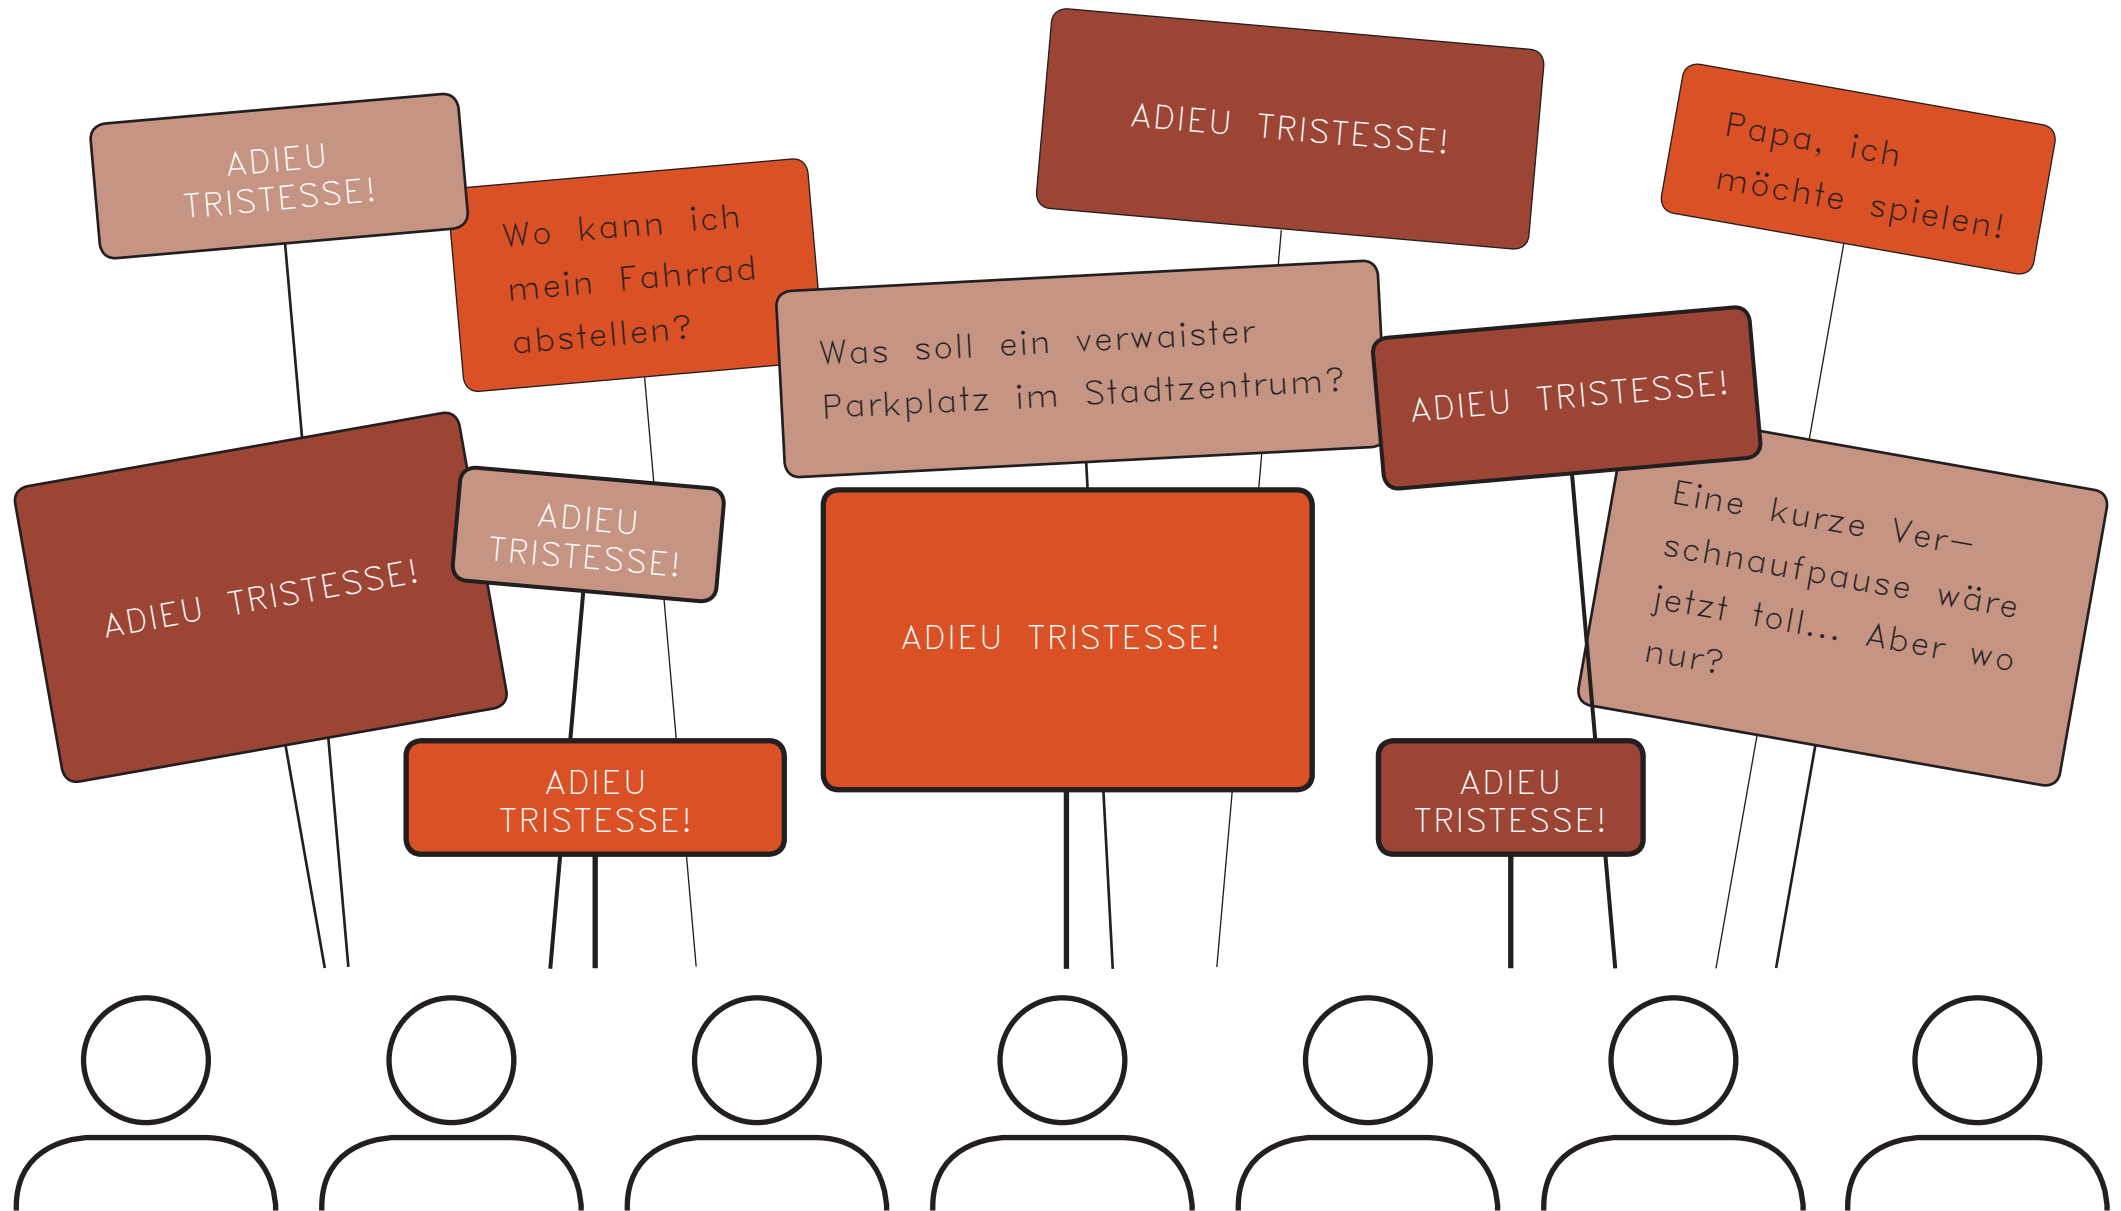 ADIEU TRISTESSE!
Papa, ich
möchte spielen!
ADIEU
TRISTESSE!
Wo kann ich
mein Fahrrad
abstellen?
Was soll ein verwaister
Parkplatz im Stadtzentrum?
ADIEU TRISTESSE!
ADIEU TRISTESSE!
ADIEU
TRISTESSE!
Eine kurze Ver–
schnaufpause wäre
jetzt toll... Aber wo
nur?
ADIEU TRISTESSE!
ADIEU
TRISTESSE!
ADIEU
TRISTESSE!